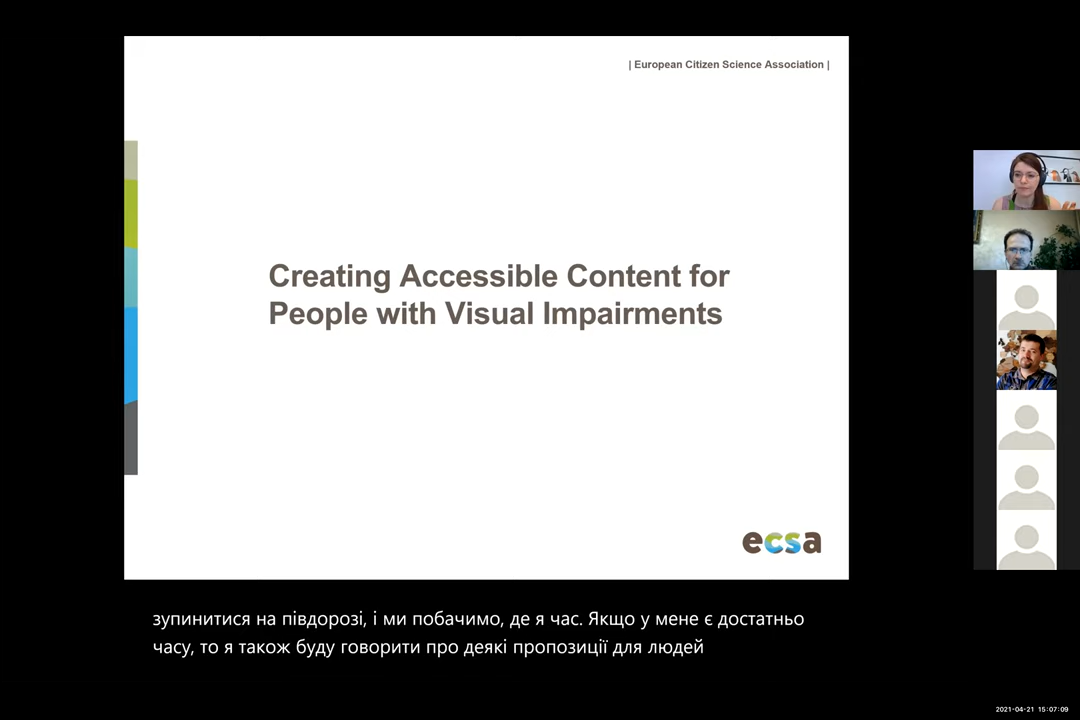 | European Citizen Science Association |
Creating Accessible Content for
People with Visual Impairments
ecsa
зупинитися на півдорозі, і ми побачимо, де я час. Якщо у мене є достатньо
часу, то я також буду говорити про деякі пропозиції для людей
2021-04-21 15:07:09